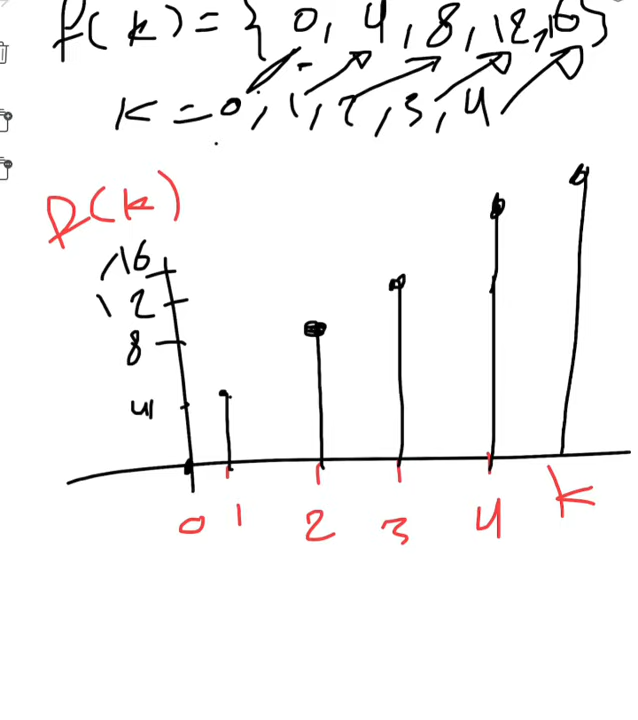 f(k) = { 0, 4, 8, 12, 16 }
k = 0, 1, 2, 3, 4
f(k)
16
12
8
4
0 1 2 3 4 k